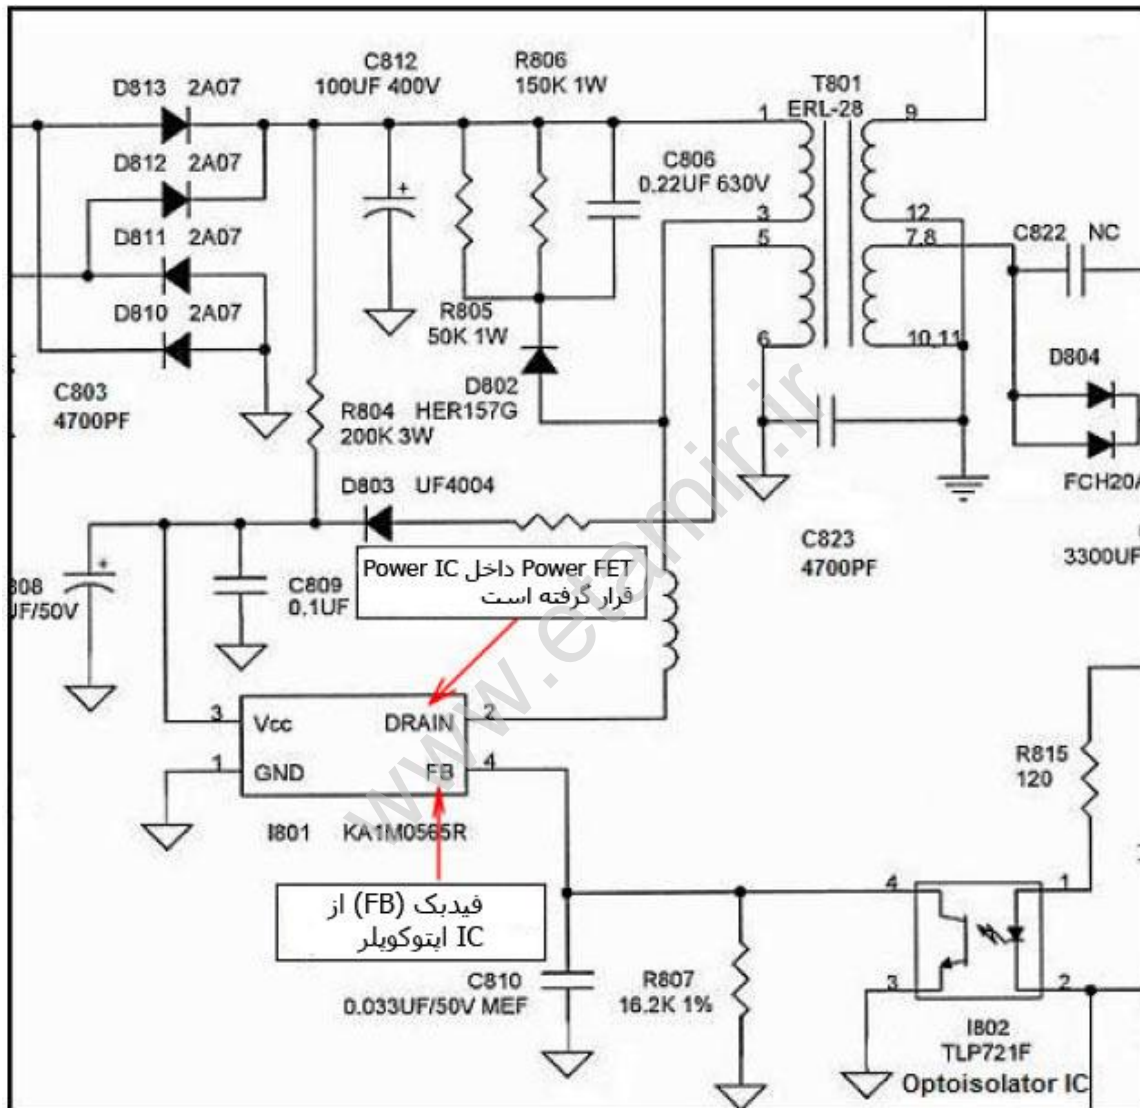 C812
100UF 400V
R806
150K 1W
D813 2A07
T801
ERL-28
1
9
D812 2A07
C806
0.22UF 630V
+
3
12
D811 2A07
5
7,8
C822 NC
D810 2A07
R805
50K 1W
6
10,11
D804
C803
4700PF
D802
HER157G
R804
200K 3W
D803 UF4004
FCH20A
C823
4700PF
3300UF
+
808
UF/50V
C809
0.1UF
Power FET داخل Power IC
قرار گرفته است
3
Vcc
DRAIN
2
1
GND
FB
4
I801 KA1M0565R
R815
120
فیدبک (FB) از
IC اپتوکوپلر
4
1
C810
0.033UF/50V MEF
R807
16.2K 1%
3
2
I802
TLP721F
Optoisolator IC
www.etamir.ir